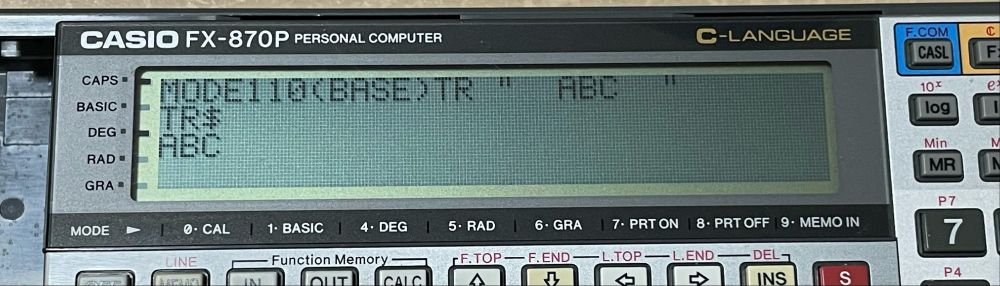 CASIO FX-870P PERSONAL COMPUTER C-LANGUAGE
CAPS
BASIC
DEG
RAD
GRA
MODE110(BASE)TR " ABC "
TR$
ABC
MODE ► 0· CAL 1· BASIC 4· DEG 5· RAD 6· GRA 7· PRT ON 8· PRT OFF 9· MEMO IN
LINE Function Memory F.TOP F.END L.TOP L.END DEL
MEMO IN OUT CALC INS S
F.COM
CASL
10ˣ
log
Min
MR
P7
7
P4